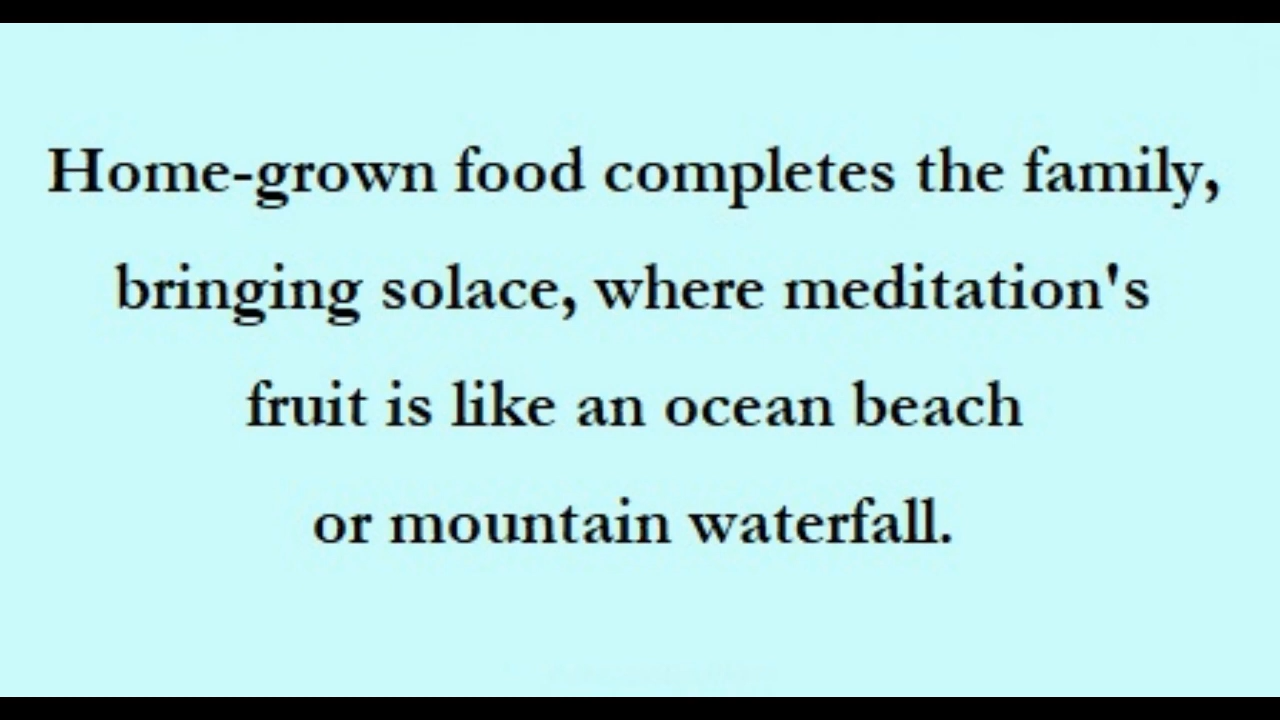 Home-grown food completes the family,
bringing solace, where meditation's
fruit is like an ocean beach
or mountain waterfall.